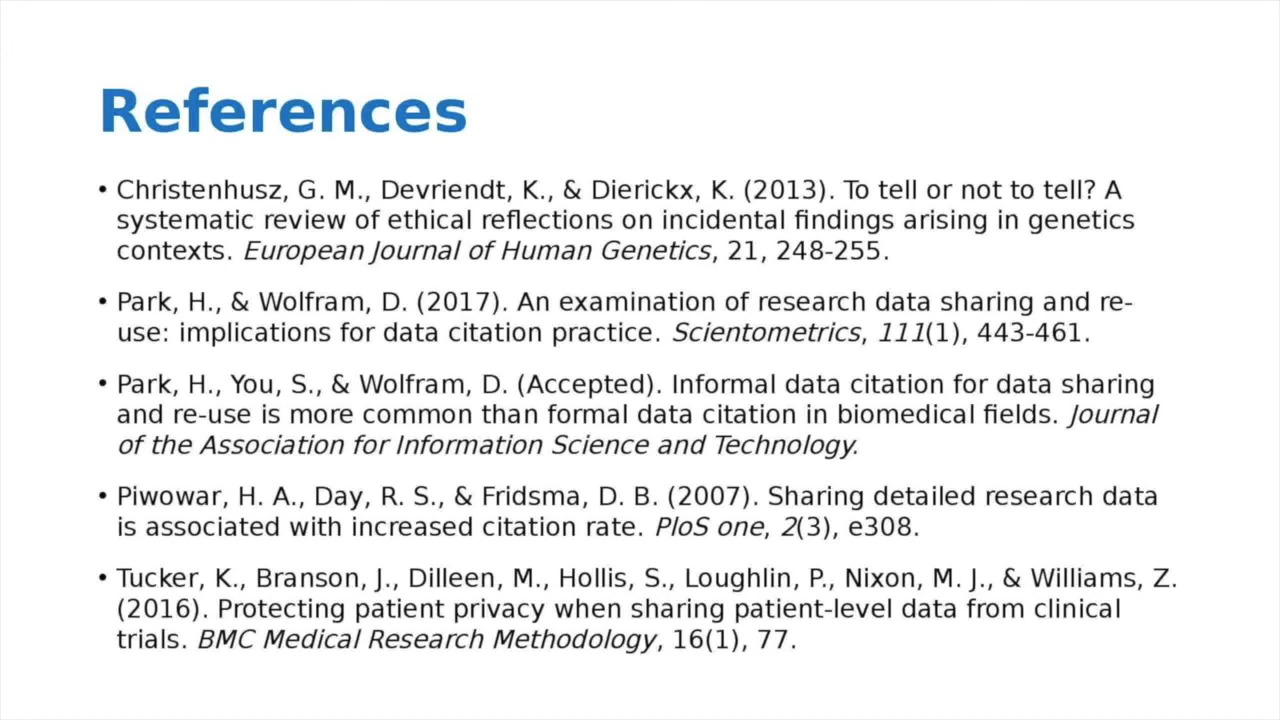 References
• Christenhusz, G. M., Devriendt, K., & Dierickx, K. (2013). To tell or not to tell? A
systematic review of ethical reflections on incidental findings arising in genetics
contexts. European Journal of Human Genetics, 21, 248-255.
• Park, H., & Wolfram, D. (2017). An examination of research data sharing and re-
use: implications for data citation practice. Scientometrics, 111(1), 443-461.
• Park, H., You, S., & Wolfram, D. (Accepted). Informal data citation for data sharing
and re-use is more common than formal data citation in biomedical fields. Journal
of the Association for Information Science and Technology.
• Piwowar, H. A., Day, R. S., & Fridsma, D. B. (2007). Sharing detailed research data
is associated with increased citation rate. PloS one, 2(3), e308.
• Tucker, K., Branson, J., Dilleen, M., Hollis, S., Loughlin, P., Nixon, M. J., & Williams, Z.
(2016). Protecting patient privacy when sharing patient-level data from clinical
trials. BMC Medical Research Methodology, 16(1), 77.